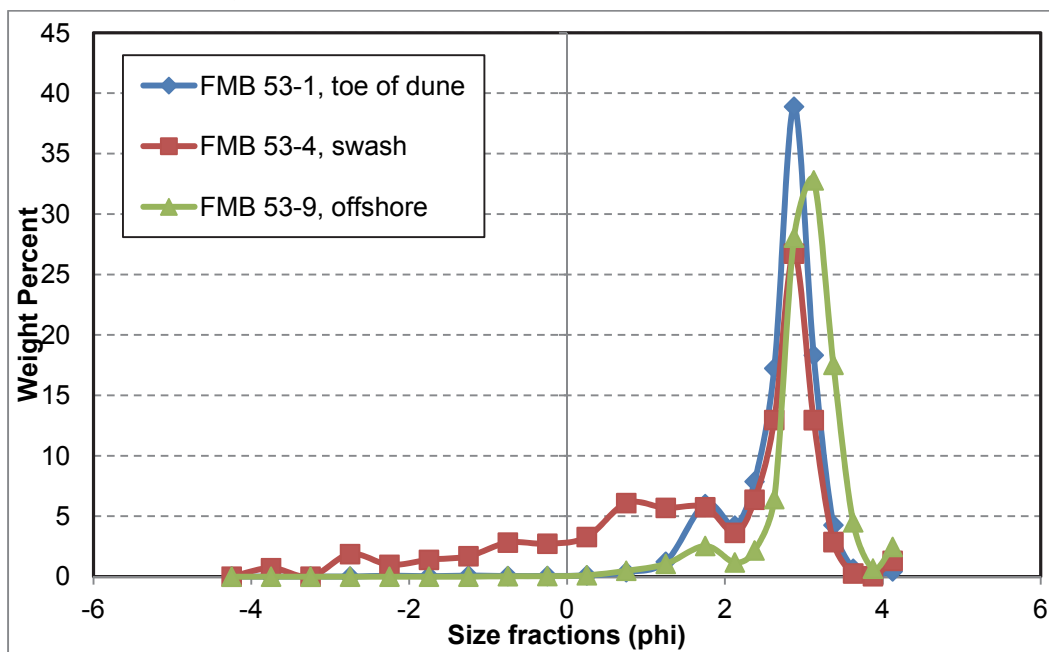 45
40
35
30
25
20
15
10
5
0
Weight Percent
FMB 53-1, toe of dune
FMB 53-4, swash
FMB 53-9, offshore
-6 -4 -2 0 2 4 6
Size fractions (phi)